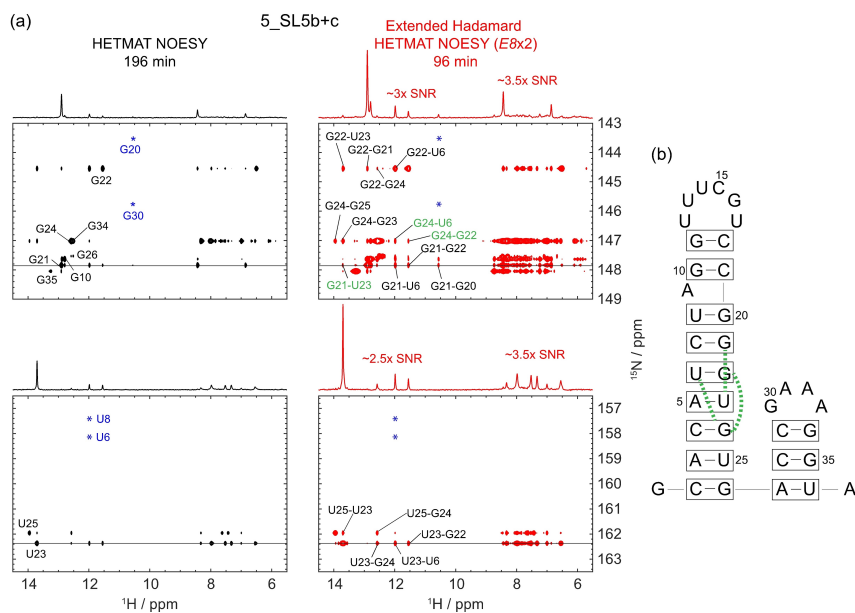 (a)
5_SL5b+c
HETMAT NOESY
196 min
Extended Hadamard
HETMAT NOESY (E8x2)
96 min
~3x SNR
~3.5x SNR
*
G20
G22
*
G30
G24
G34
G21
G26
G35
G10
*
G22-U23
G22-G21
G22-U6
G22-G24
*
G24-G25
G24-G23
G24-U6
G24-G22
G21-G22
G21-U23
G21-U6
G21-G20
143
144
145
146
147
148
149
~2.5x SNR
~3.5x SNR
* U8
* U6
U25
U23
*
*
U25-U23
U25-G24
U23-G22
U23-G24
U23-U6
157
158
159
160
161
162
163
¹⁵N / ppm
14 12 10 8 6
14 12 10 8 6
¹H / ppm
¹H / ppm
(b)
15
U C
U G
U U
G C
10 G C
A
U G 20
C G
U G
5 A U
C G
A U 25
G C G
30 A A
G A
A
C G
C G 35
A U A